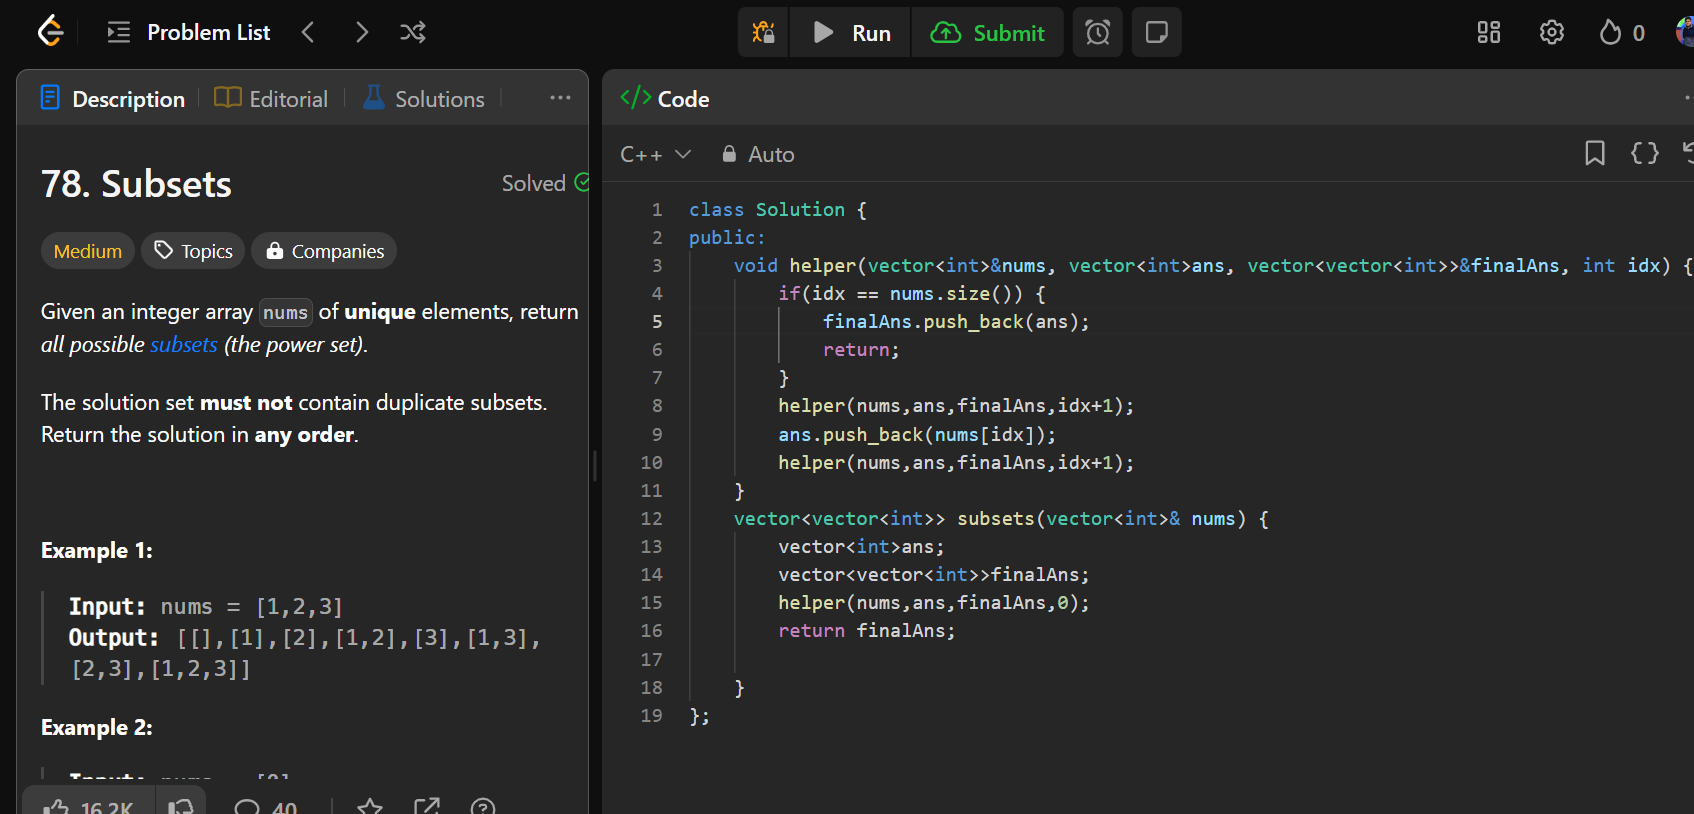 Problem List
Run
Submit
0
Description
Editorial
Solutions
78. Subsets
Solved
Medium
Topics
Companies
Given an integer array nums of unique elements, return
all possible subsets (the power set).
The solution set must not contain duplicate subsets.
Return the solution in any order.
Example 1:
Input: nums = [1,2,3]
Output: [[],[1],[2],[1,2],[3],[1,3],
[2,3],[1,2,3]]
Example 2:
16.2K
40
</> Code
C++
Auto
{}
1 class Solution {
2 public:
3 void helper(vector<int>&nums, vector<int>ans, vector<vector<int>>&finalAns, int idx) {
4 if(idx == nums.size()) {
5 finalAns.push_back(ans);
6 return;
7 }
8 helper(nums,ans,finalAns,idx+1);
9 ans.push_back(nums[idx]);
10 helper(nums,ans,finalAns,idx+1);
11 }
12 vector<vector<int>> subsets(vector<int>& nums) {
13 vector<int>ans;
14 vector<vector<int>>finalAns;
15 helper(nums,ans,finalAns,0);
16 return finalAns;
17
18 }
19 };